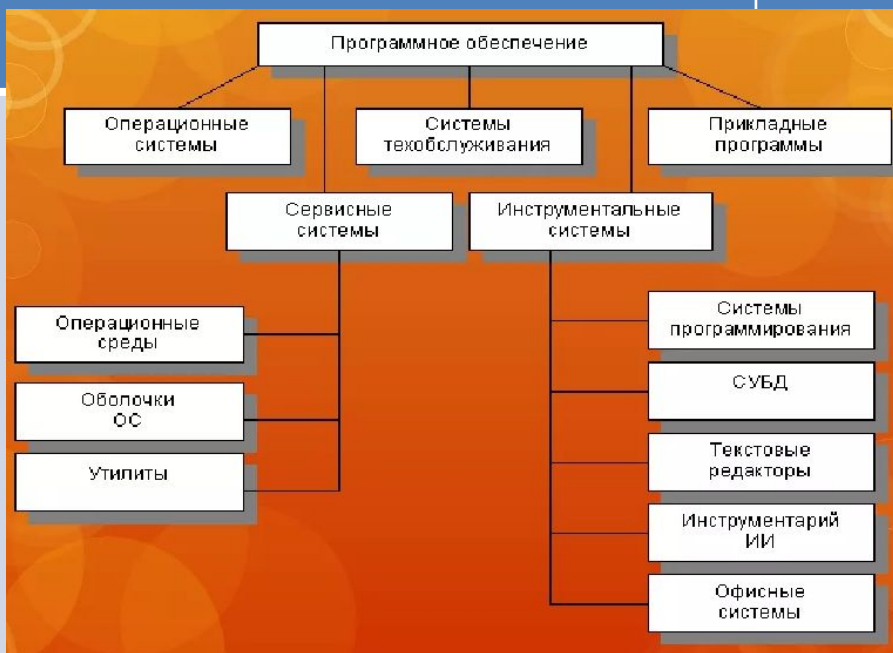 Программное обеспечение
Операционные
системы
Системы
техобслуживания
Прикладные
программы
Сервисные
системы
Инструментальные
системы
Операционные
среды
Оболочки
ОС
Утилиты
Системы
программирования
СУБД
Текстовые
редакторы
Инструментарий
ИИ
Офисные
системы